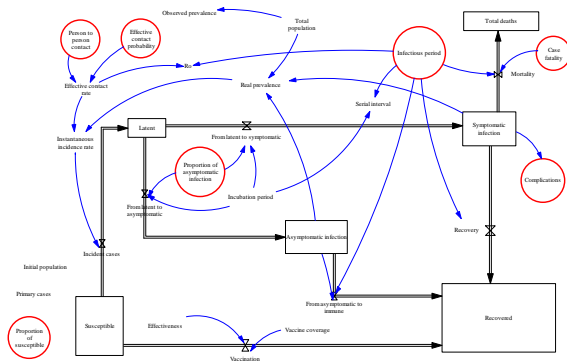 Observed prevalence
Total deaths
Person to
person
contact
Effective
contact
probability
Total
population
Infectious period
Case
fatality
Ro
Mortality
Effective contact
rate
Real prevalence
Serial interval
Latent
Symptomatic
infection
Instantaneous
incidence rate
From latent to symptomatic
Proportion of
asymptomatic
infection
Complications
Incubation period
From latent to
asymptomatic
Asymptomatic infection
Recovery
Incident cases
Initial population
Primary cases
From asymptomatic to
immune
Susceptible
Effectiveness
Vaccine coverage
Recovered
Proportion
of
susceptible
Vaccination